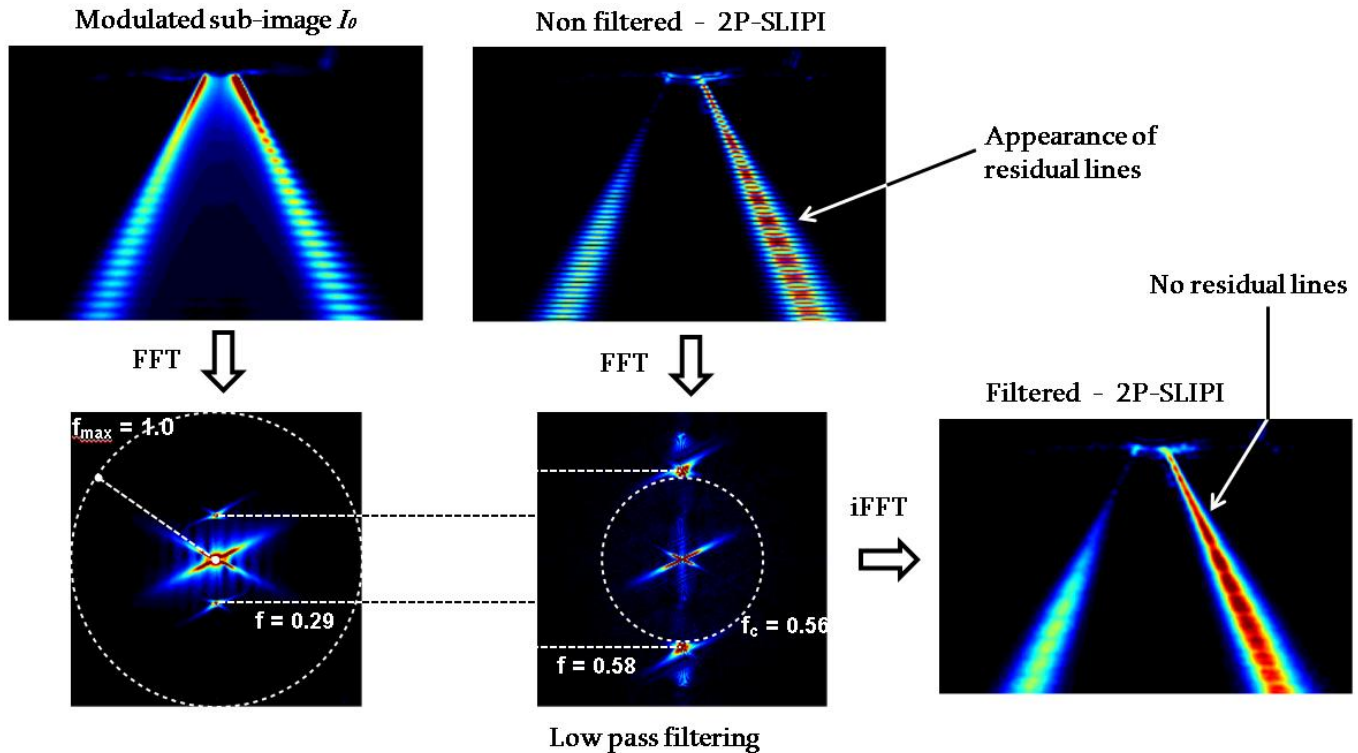 Modulated sub-image I₀
Non filtered - 2P-SLIPI
Appearance of
residual lines
No residual lines
FFT
FFT
Filtered - 2P-SLIPI
fmax = 1.0
f = 0.29
fc = 0.56
f = 0.58
iFFT
Low pass filtering